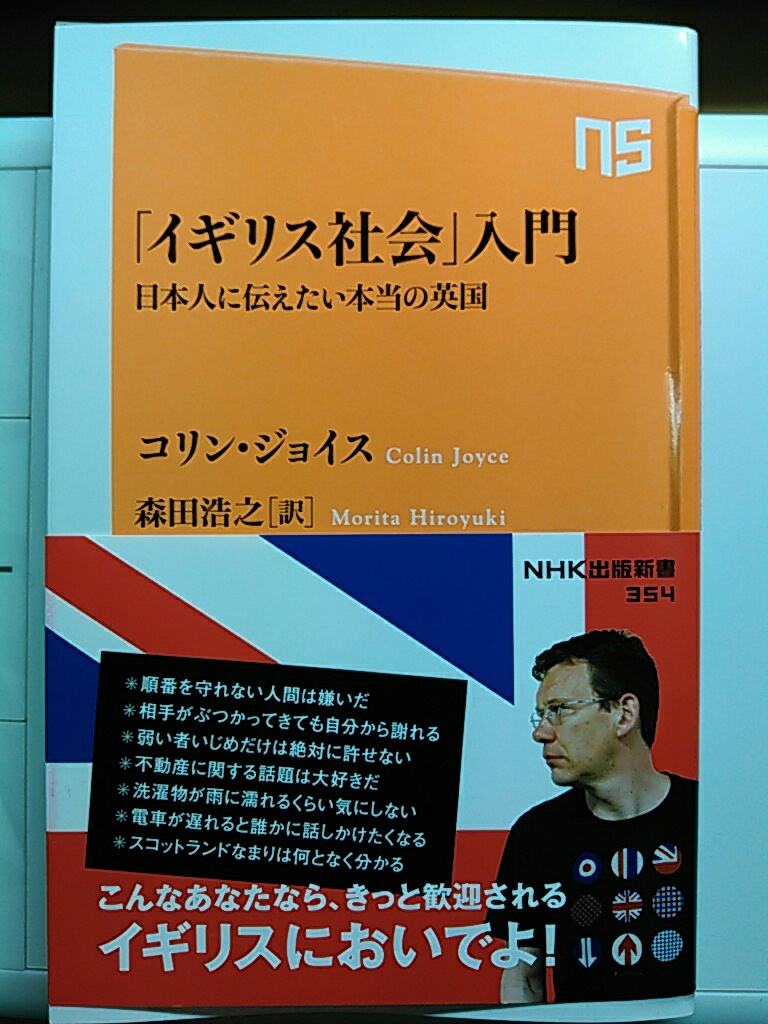 NS
「イギリス社会」入門
日本人に伝えたい本当の英国
コリン・ジョイス Colin Joyce
森田浩之[訳] Morita Hiroyuki
NHK出版新書
354
＊順番を守れない人間は嫌いだ
＊相手がぶつかってきても自分から謝れる
＊弱い者いじめだけは絶対に許せない
＊不動産に関する話題は大好きだ
＊洗濯物が雨に濡れるくらい気にしない
＊電車が遅れると誰かに話しかけたくなる
＊スコットランドなまりは何となく分かる
こんなあなたなら、きっと歓迎される
イギリスにおいでよ!